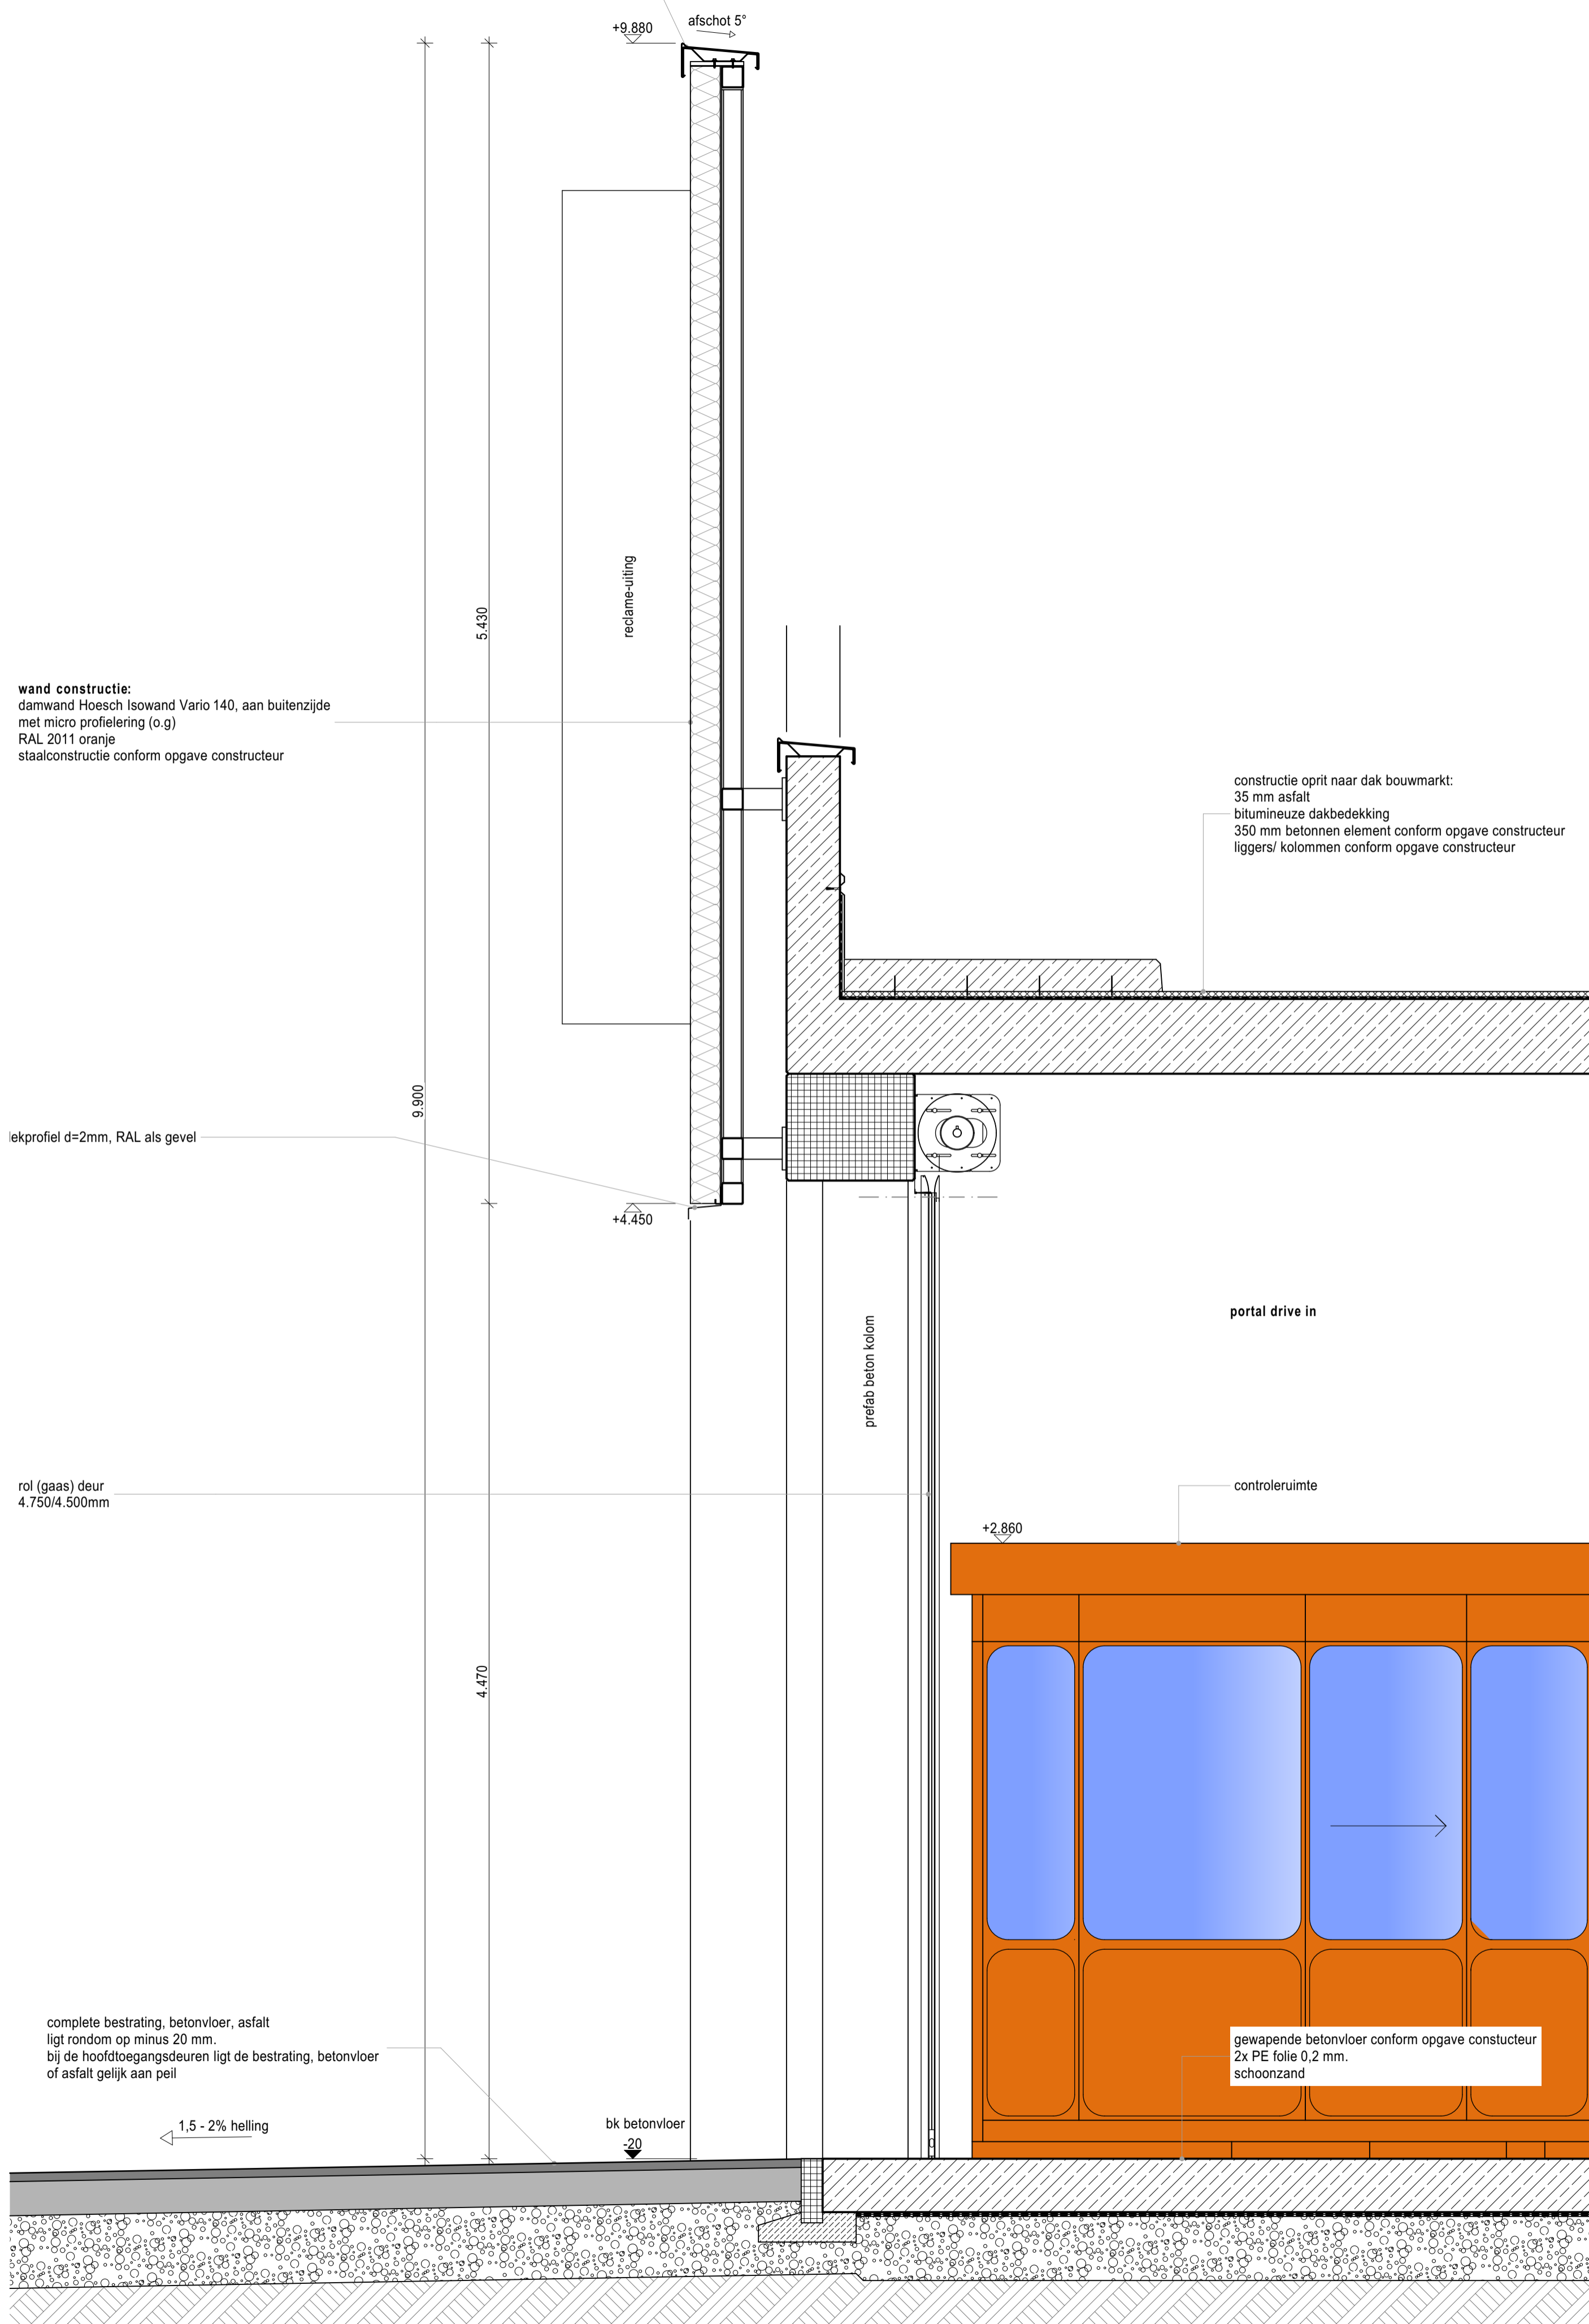 afschot 5°
+9.880
5.430
reclame-uiting
wand constructie:
damwand Hoesch Isowand Vario 140, aan buitenzijde
met micro profielering (o.g)
RAL 2011 oranje
staalconstructie conform opgave constructeur
constructie oprit naar dak bouwmarkt:
35 mm asfalt
bitumineuze dakbedekking
350 mm betonnen element conform opgave constructeur
liggers/ kolommen conform opgave constructeur
9.900
lekprofiel d=2mm, RAL als gevel
+4.450
portal drive in
prefab beton kolom
rol (gaas) deur
4.750/4.500mm
controleruimte
+2.860
4.470
complete bestrating, betonvloer, asfalt
ligt rondom op minus 20 mm.
bij de hoofdtoegangsdeuren ligt de bestrating, betonvloer
of asfalt gelijk aan peil
gewapende betonvloer conform opgave constucteur
2x PE folie 0,2 mm.
schoonzand
1,5 - 2% helling
bk betonvloer
-20